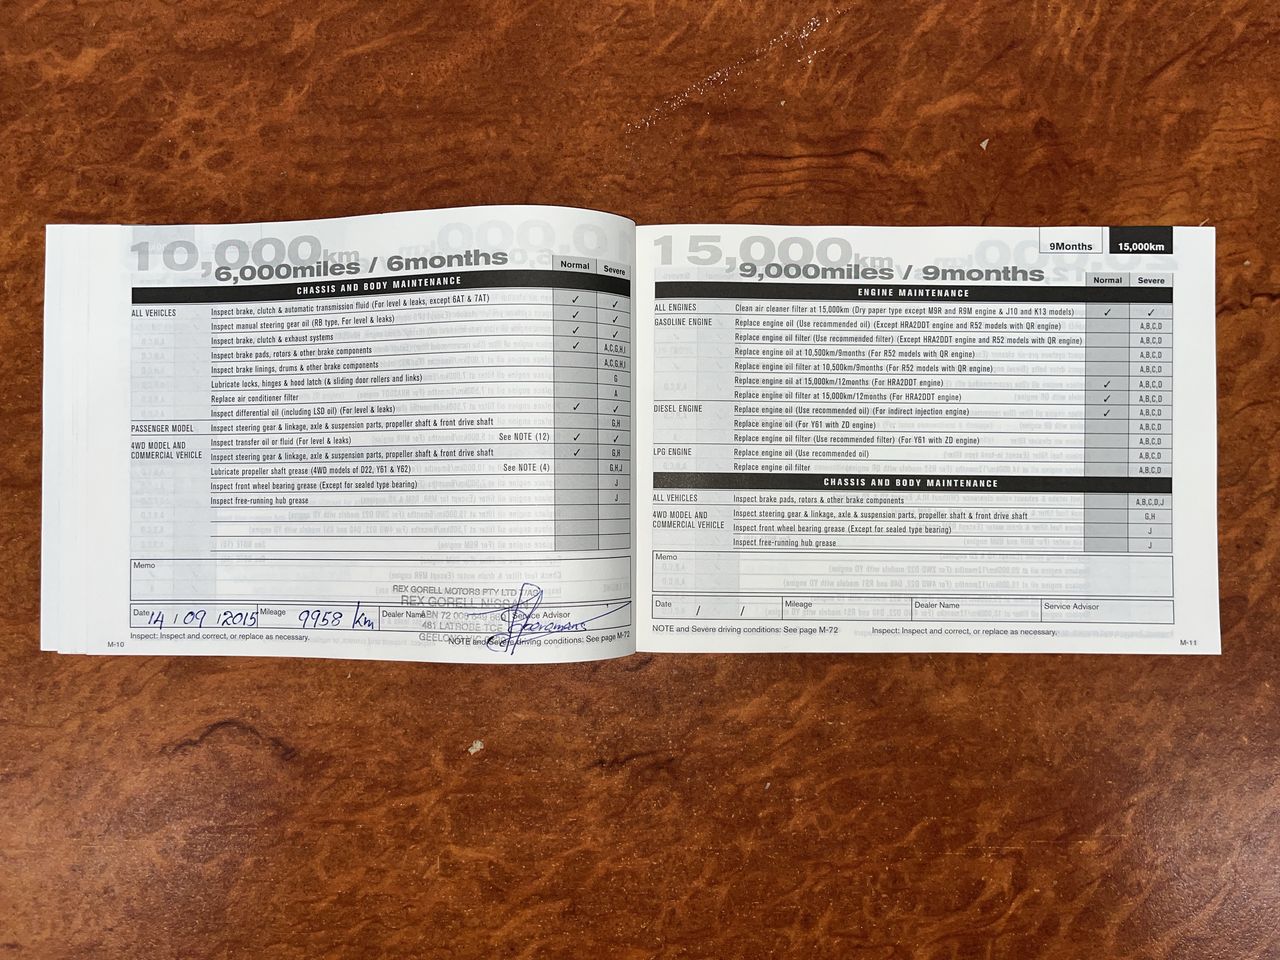 10,000km
6,000miles / 6months
Normal Severe
CHASSIS AND BODY MAINTENANCE
ALL VEHICLES Inspect brake, clutch & automatic transmission fluid (For level & leaks, except 6AT & 7AT) ✓ ✓
Inspect manual steering gear oil (RB type, For level & leaks) ✓ ✓
Inspect brake, clutch & exhaust systems ✓ ✓
Inspect brake pads, rotors & other brake components ✓ A,C,G,H,I
Inspect brake linings, drums & other brake components A,C,G,H,I
Lubricate locks, hinges & hood latch (& sliding door rollers and links) G
Replace air conditioner filter A
Inspect differential oil (including LSD oil) (For level & leaks) ✓ ✓
PASSENGER MODEL Inspect steering gear & linkage, axle & suspension parts, propeller shaft & front drive shaft G,H
4WD MODEL AND COMMERCIAL VEHICLE Inspect transfer oil or fluid (For level & leaks) See NOTE (12) ✓ ✓
Inspect steering gear & linkage, axle & suspension parts, propeller shaft & front drive shaft ✓ G,H
Lubricate propeller shaft grease (4WD models of D22, Y61 & Y62) See NOTE (4) G,H,J
Inspect front wheel bearing grease (Except for sealed type bearing) J
Inspect free-running hub grease J
Memo
REX GORELL MOTORS PTY LTD T/AS
REX GORELL NISSAN
Date 14 / 09 / 2015 Mileage 9958 km Dealer Name ABN 72 Service Advisor
481 LATROBE TCE
GEELONG
Inspect: Inspect and correct, or replace as necessary. NOTE and Severe driving conditions: See page M-72
M-10
15,000km
9,000miles / 9months
9Months 15,000km
Normal Severe
ENGINE MAINTENANCE
ALL ENGINES Clean air cleaner filter at 15,000km (Dry paper type except M9R and R9M engine & J10 and K13 models) ✓ ✓
GASOLINE ENGINE Replace engine oil (Use recommended oil) (Except HRA2DDT engine and R52 models with QR engine) A,B,C,D
Replace engine oil filter (Use recommended filter) (Except HRA2DDT engine and R52 models with QR engine) A,B,C,D
Replace engine oil at 10,500km/9months (For R52 models with QR engine) A,B,C,D
Replace engine oil filter at 10,500km/9months (For R52 models with QR engine) A,B,C,D
Replace engine oil at 15,000km/12months (For HRA2DDT engine) ✓ A,B,C,D
Replace engine oil filter at 15,000km/12months (For HRA2DDT engine) ✓ A,B,C,D
DIESEL ENGINE Replace engine oil (Use recommended oil) (For indirect injection engine) ✓ A,B,C,D
Replace engine oil (For Y61 with ZD engine) A,B,C,D
Replace engine oil filter (Use recommended filter) (For Y61 with ZD engine) A,B,C,D
LPG ENGINE Replace engine oil (Use recommended oil) A,B,C,D
Replace engine oil filter A,B,C,D
CHASSIS AND BODY MAINTENANCE
ALL VEHICLES Inspect brake pads, rotors & other brake components A,B,C,D,J
4WD MODEL AND COMMERCIAL VEHICLE Inspect steering gear & linkage, axle & suspension parts, propeller shaft & front drive shaft G,H
Inspect front wheel bearing grease (Except for sealed type bearing) J
Inspect free-running hub grease J
Memo
Date / / Mileage Dealer Name Service Advisor
NOTE and Severe driving conditions: See page M-72 Inspect: Inspect and correct, or replace as necessary.
M-11